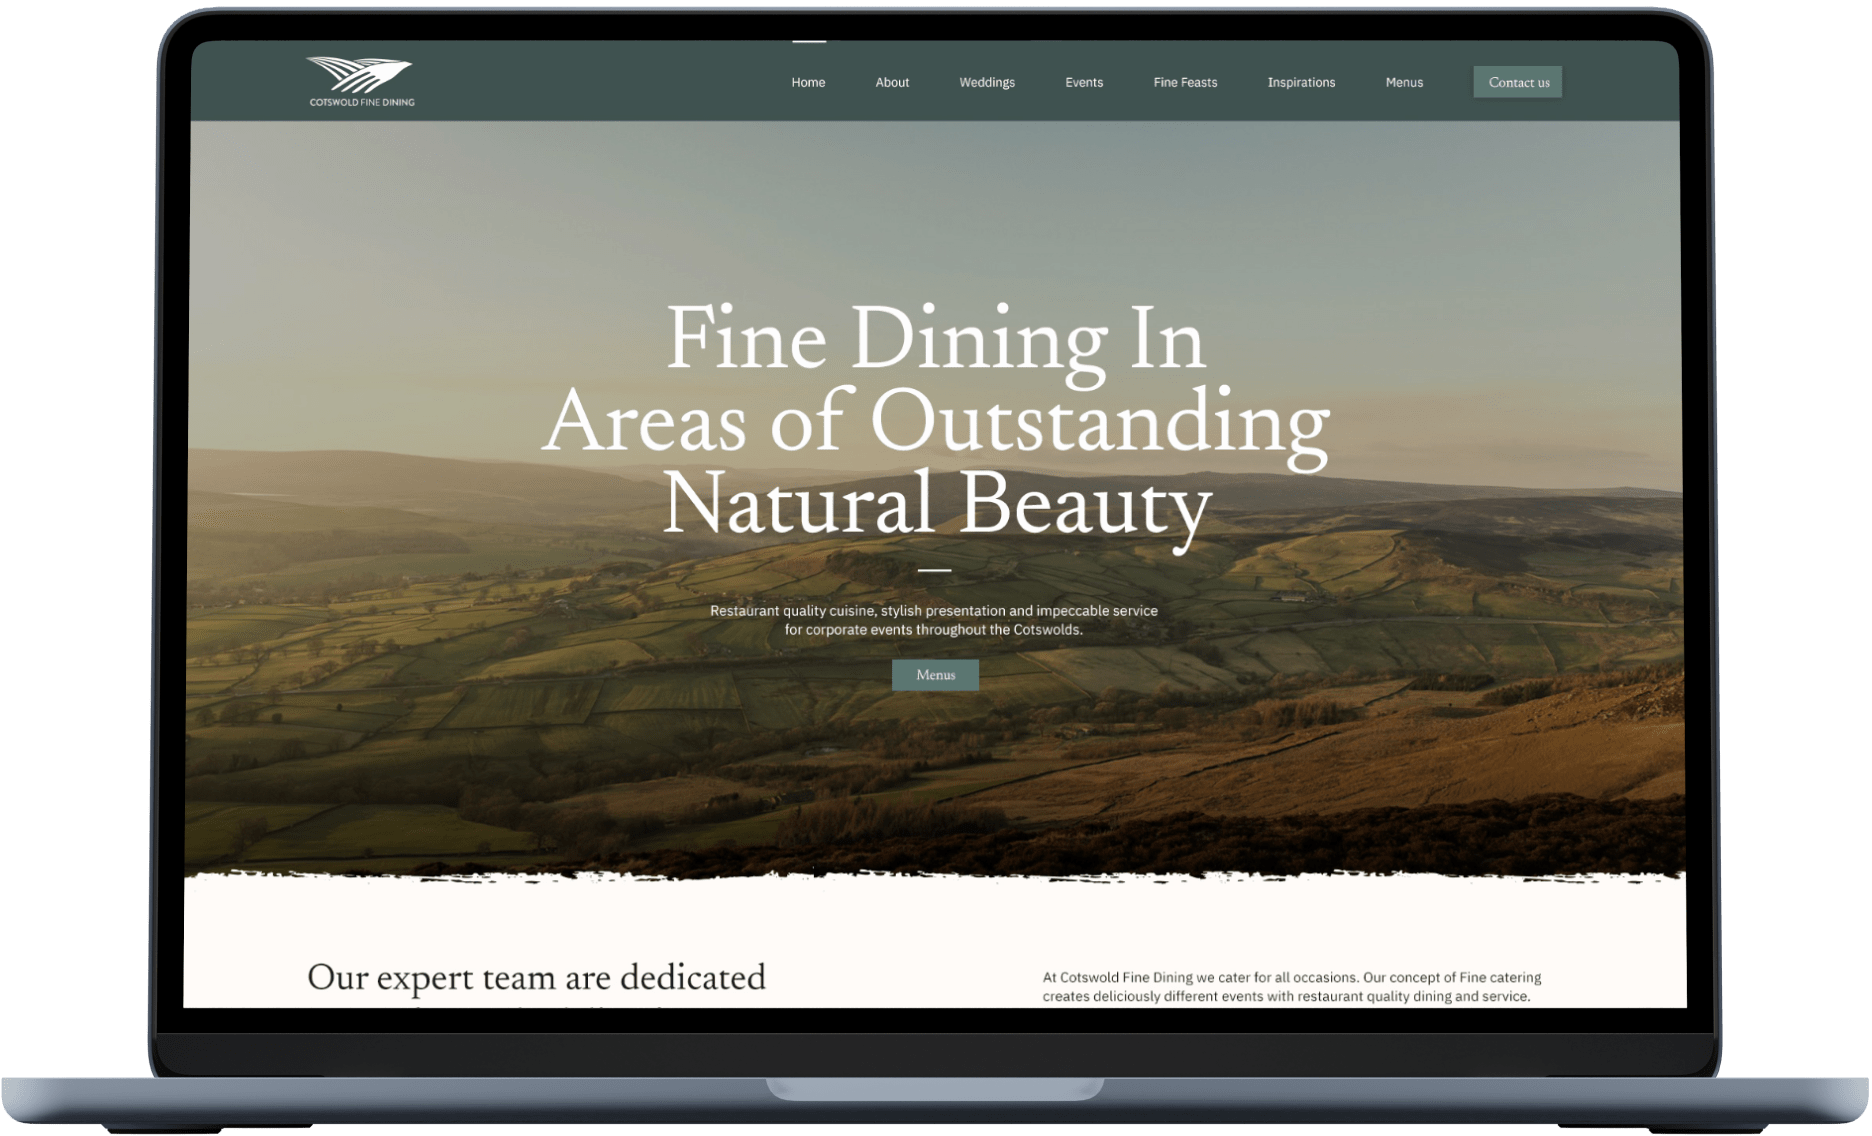 COTSWOLD FINE DINING
Home About Weddings Events Fine Feasts Inspirations Menus Contact us
Fine Dining In
Areas of Outstanding
Natural Beauty
Restaurant quality cuisine, stylish presentation and impeccable service
for corporate events throughout the Cotswolds.
Menus
Our expert team are dedicated
At Cotswold Fine Dining we cater for all occasions. Our concept of Fine catering
creates deliciously different events with restaurant quality dining and service.